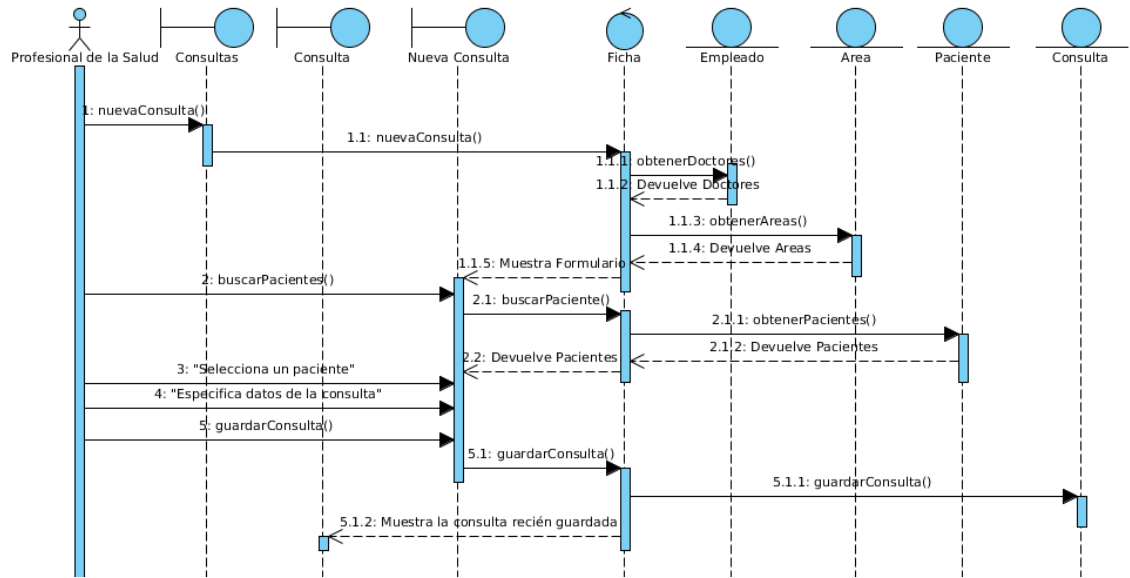 Profesional de la Salud
Consultas
Consulta
Nueva Consulta
Ficha
Empleado
Area
Paciente
Consulta
1: nuevaConsulta()
1.1: nuevaConsulta()
1.1.1: obtenerDoctores()
1.1.2: Devuelve Doctores
1.1.3: obtenerAreas()
1.1.4: Devuelve Areas
1.1.5: Muestra Formulario
2: buscarPacientes()
2.1: buscarPaciente()
2.1.1: obtenerPacientes()
2.1.2: Devuelve Pacientes
2.2: Devuelve Pacientes
3: "Selecciona un paciente"
4: "Especifica datos de la consulta"
5: guardarConsulta()
5.1: guardarConsulta()
5.1.1: guardarConsulta()
5.1.2: Muestra la consulta recién guardada